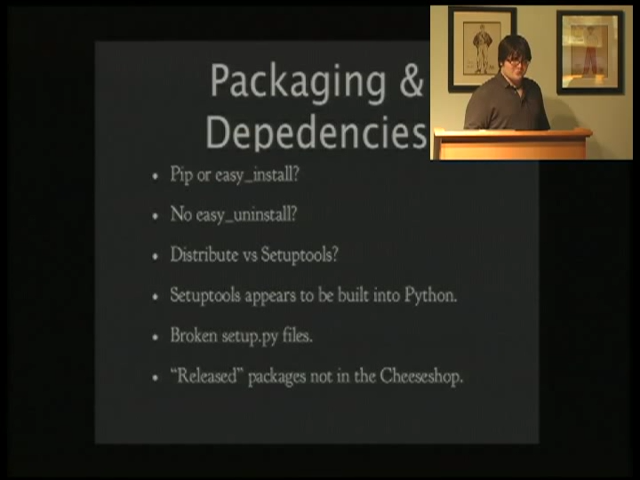 Packaging &
Depedencies
• Pip or easy_install?
• No easy_uninstall?
• Distribute vs Setuptools?
• Setuptools appears to be built into Python.
• Broken setup.py files.
• “Released” packages not in the Cheeseshop.